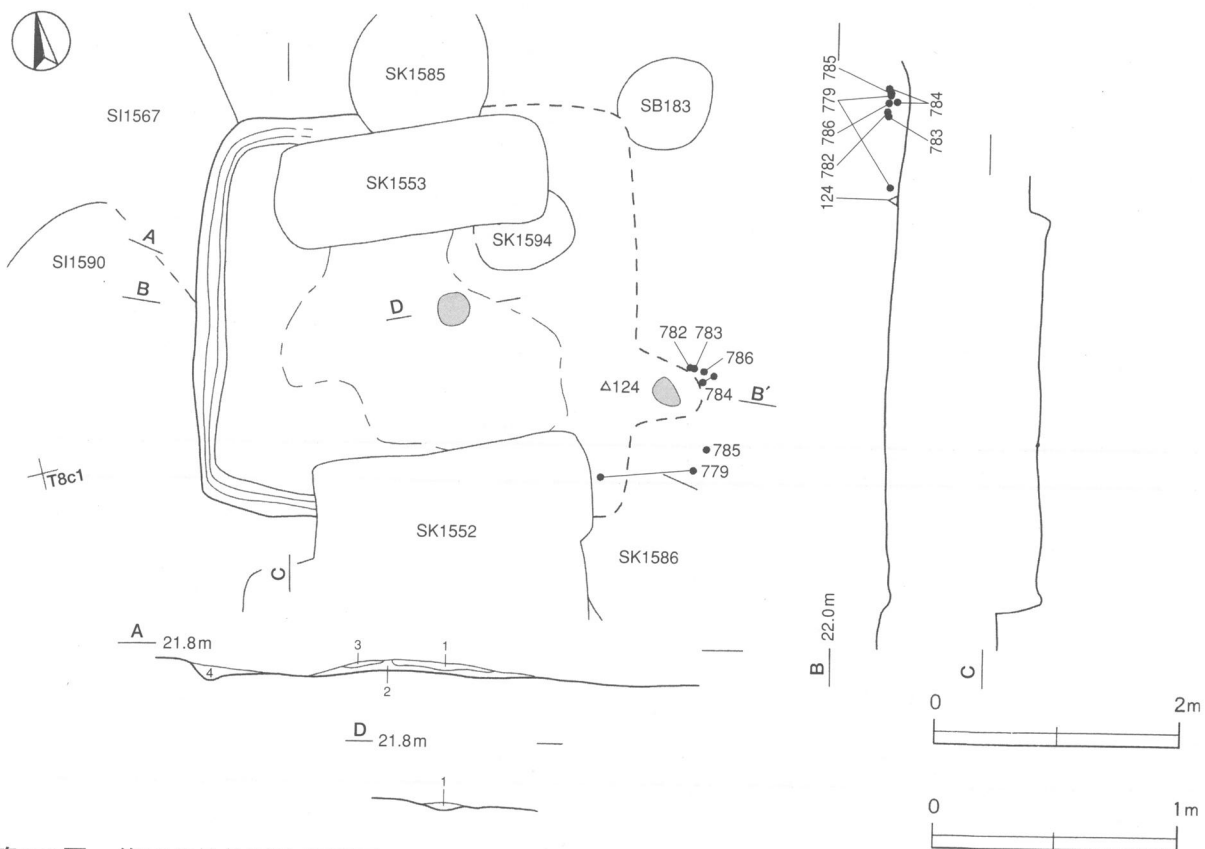 SK1585
785
SB183
779
784
SI1567
786
783
782
SK1553
124
SK1594
A
SI1590
B
D
782 783
786
△124
784
B′
785
T8c1
779
SK1552
SK1586
C
A 21.8m
3
1
4
2
B 22.0m
C
0
2m
D 21.8m
1
0
1m